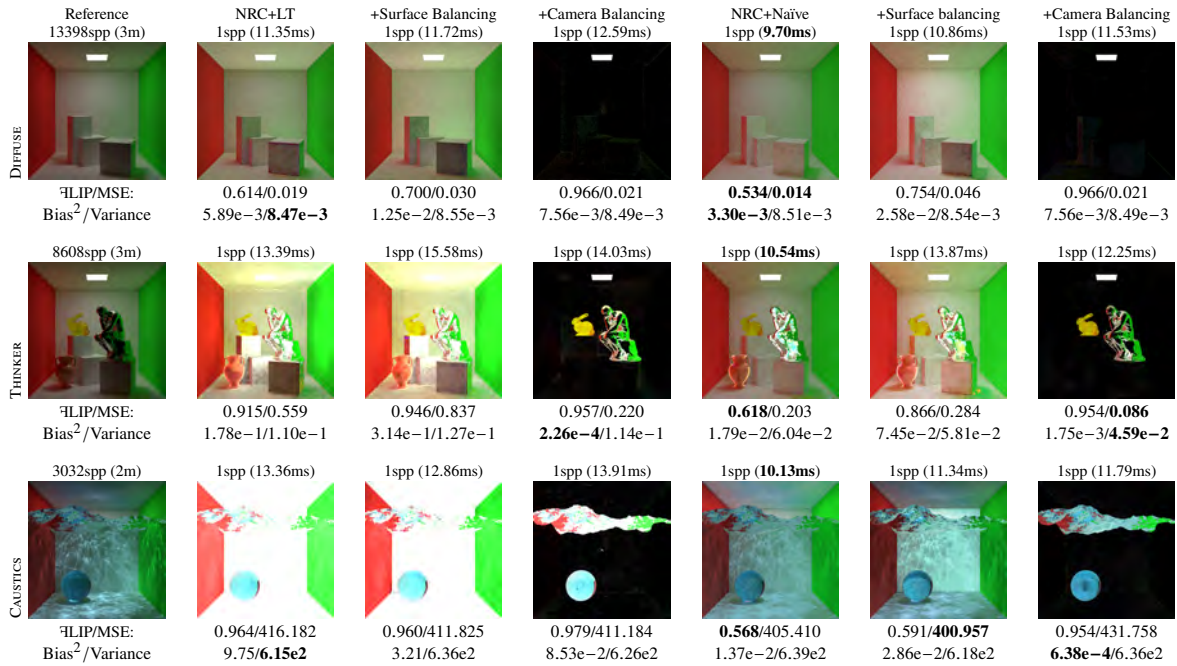 Reference NRC+LT +Surface Balancing +Camera Balancing NRC+Naïve +Surface balancing +Camera Balancing
13398spp (3m) 1spp (11.35ms) 1spp (11.72ms) 1spp (12.59ms) 1spp (9.70ms) 1spp (10.86ms) 1spp (11.53ms)
DIFFUSE
ꟻLIP/MSE: 0.614/0.019 0.700/0.030 0.966/0.021 0.534/0.014 0.754/0.046 0.966/0.021
Bias²/Variance 5.89e−3/8.47e−3 1.25e−2/8.55e−3 7.56e−3/8.49e−3 3.30e−3/8.51e−3 2.58e−2/8.54e−3 7.56e−3/8.49e−3
8608spp (3m) 1spp (13.39ms) 1spp (15.58ms) 1spp (14.03ms) 1spp (10.54ms) 1spp (13.87ms) 1spp (12.25ms)
THINKER
ꟻLIP/MSE: 0.915/0.559 0.946/0.837 0.957/0.220 0.618/0.203 0.866/0.284 0.954/0.086
Bias²/Variance 1.78e−1/1.10e−1 3.14e−1/1.27e−1 2.26e−4/1.14e−1 1.79e−2/6.04e−2 7.45e−2/5.81e−2 1.75e−3/4.59e−2
3032spp (2m) 1spp (13.36ms) 1spp (12.86ms) 1spp (13.91ms) 1spp (10.13ms) 1spp (11.34ms) 1spp (11.79ms)
CAUSTICS
ꟻLIP/MSE: 0.964/416.182 0.960/411.825 0.979/411.184 0.568/405.410 0.591/400.957 0.954/431.758
Bias²/Variance 9.75/6.15e2 3.21/6.36e2 8.53e−2/6.26e2 1.37e−2/6.39e2 2.86e−2/6.18e2 6.38e−4/6.36e2